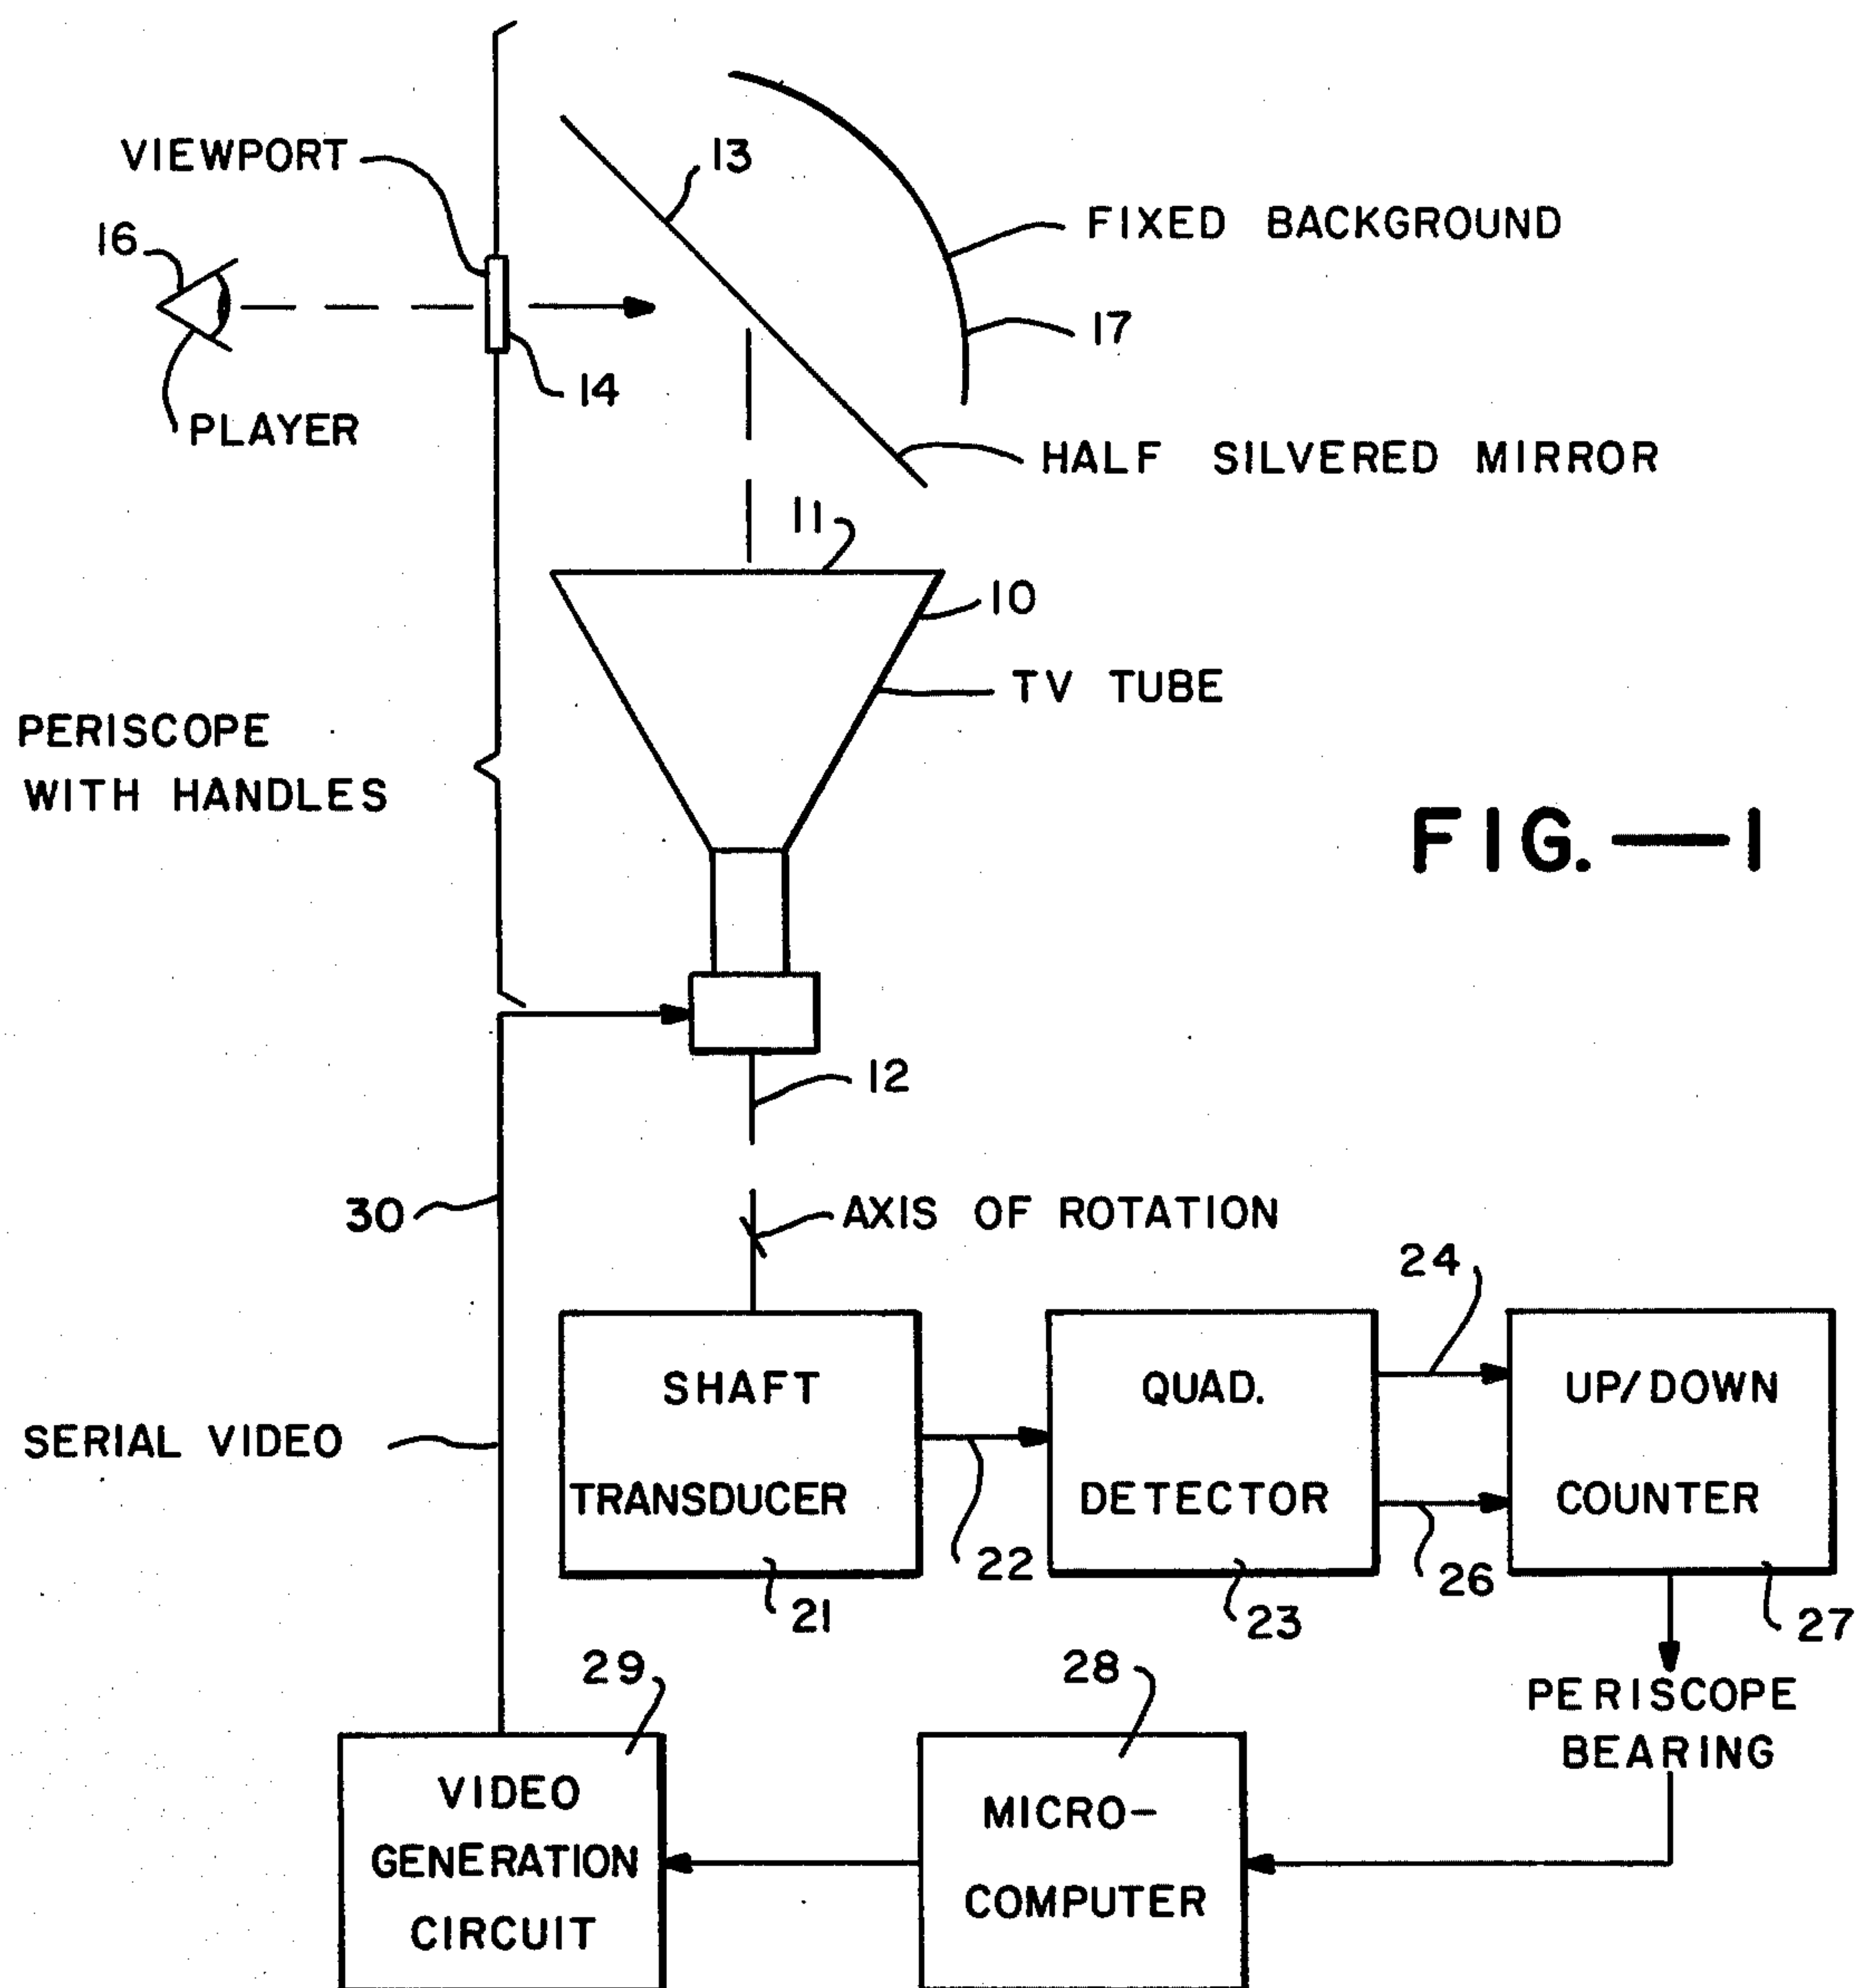 VIEWPORT
13
16
FIXED BACKGROUND
17
14
PLAYER
HALF SILVERED MIRROR
11
10
TV TUBE
PERISCOPE
WITH HANDLES
FIG.—1
12
30
AXIS OF ROTATION
24
SHAFT
TRANSDUCER
QUAD.
DETECTOR
UP/DOWN
COUNTER
SERIAL VIDEO
22
26
21
23
27
29
28
PERISCOPE
BEARING
VIDEO
GENERATION
CIRCUIT
MICRO-
COMPUTER